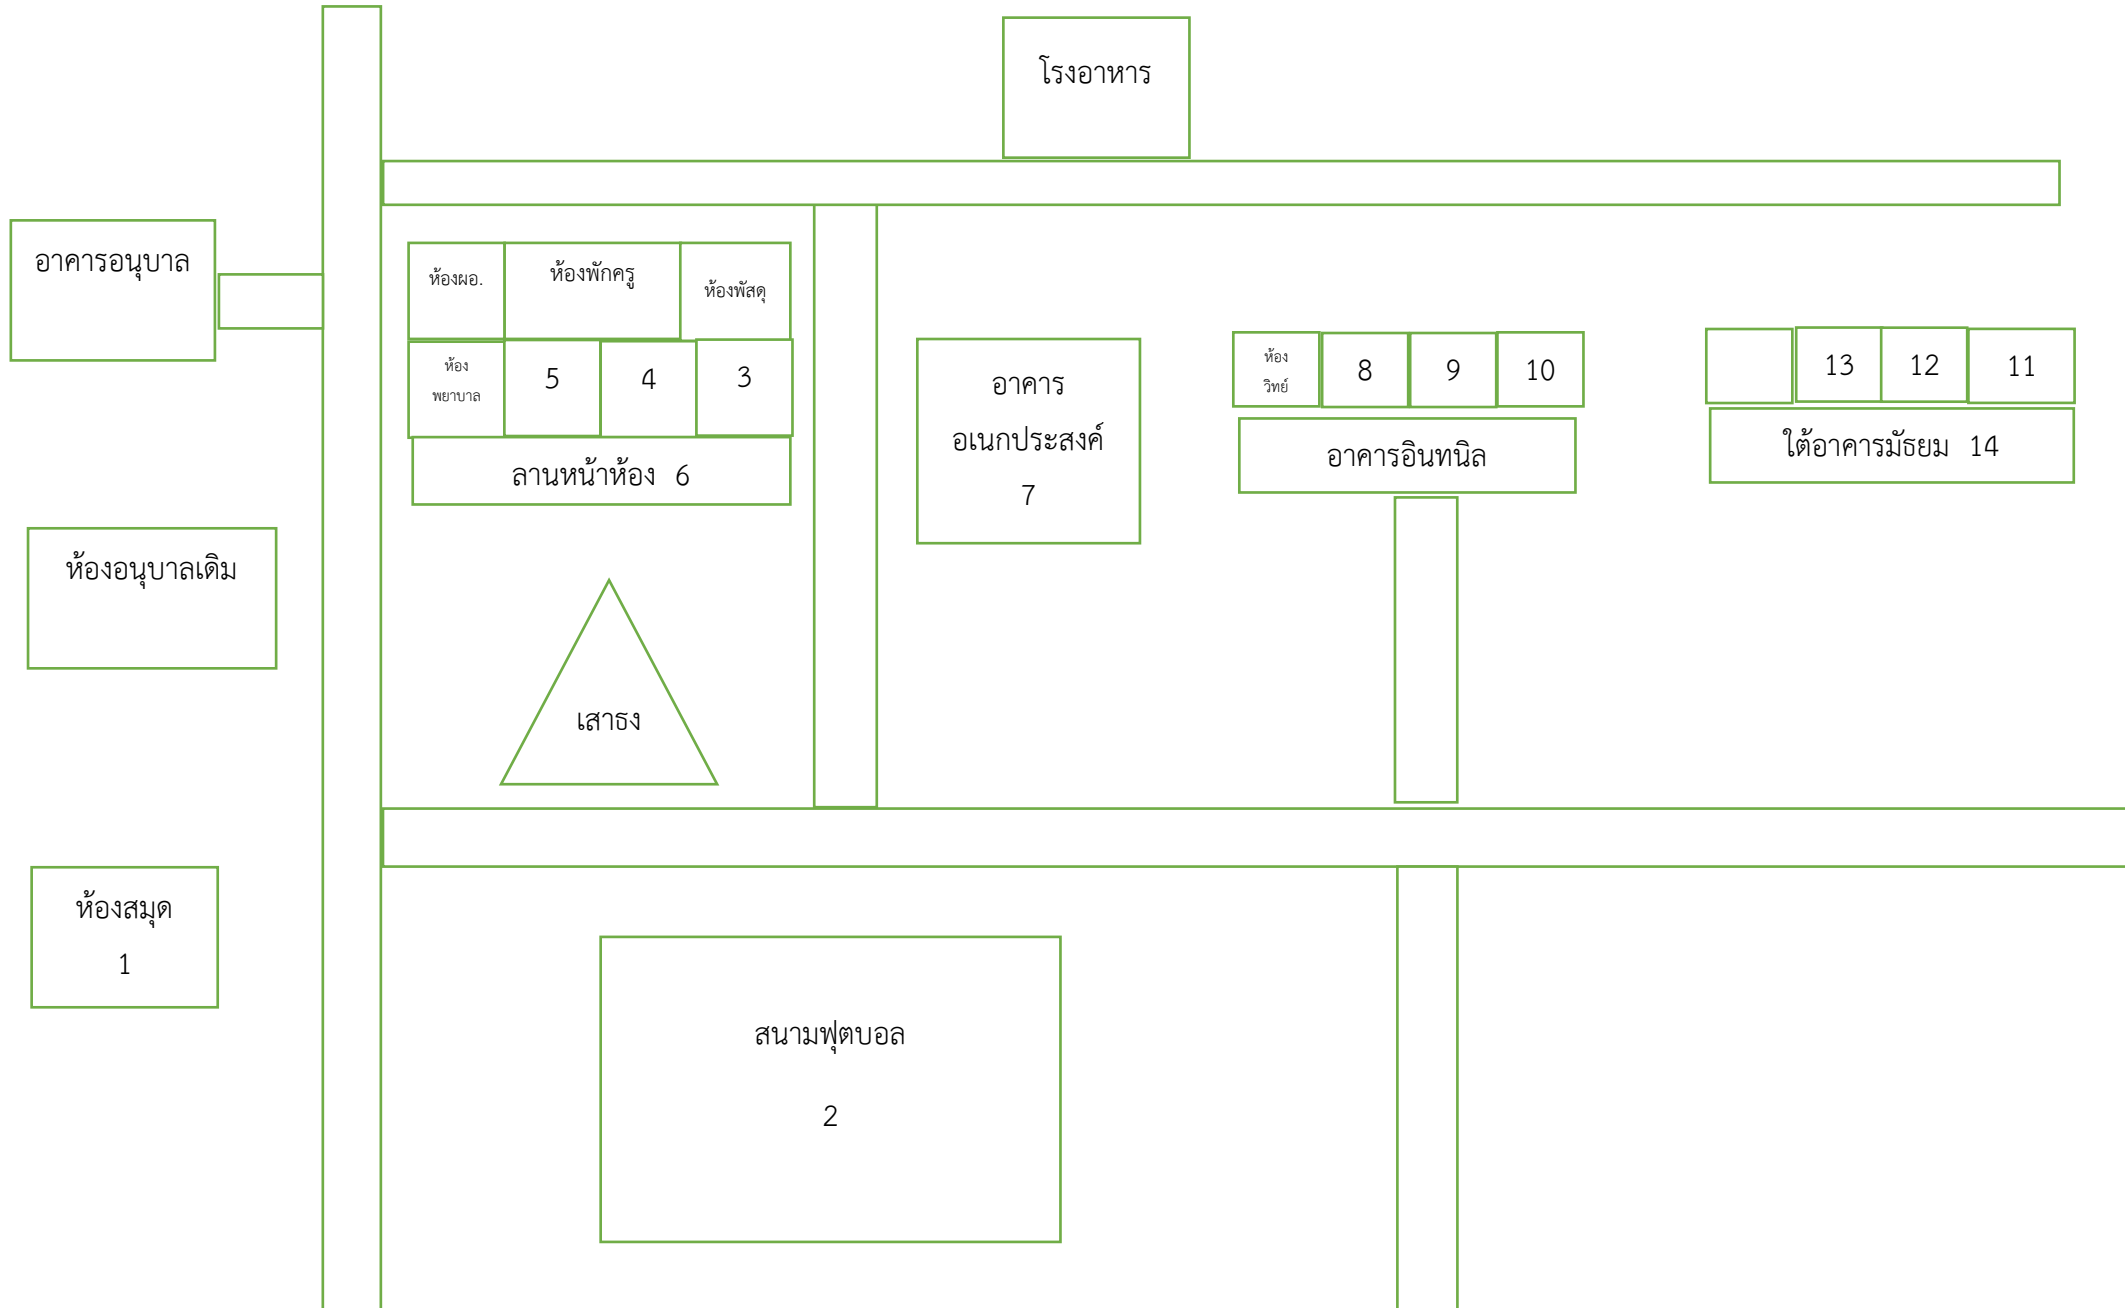 โรงอาหาร
อาคารอนุบาล
ห้องผอ.
ห้องพักครู
ห้องพัสดุ
ห้อง
พยาบาล
5
4
3
ลานหน้าห้อง 6
อาคาร
อเนกประสงค์
7
ห้อง
วิทย์
8
9
10
อาคารอินทนิล
13
12
11
ใต้อาคารมัธยม 14
ห้องอนุบาลเดิม
เสาธง
ห้องสมุด
1
สนามฟุตบอล
2